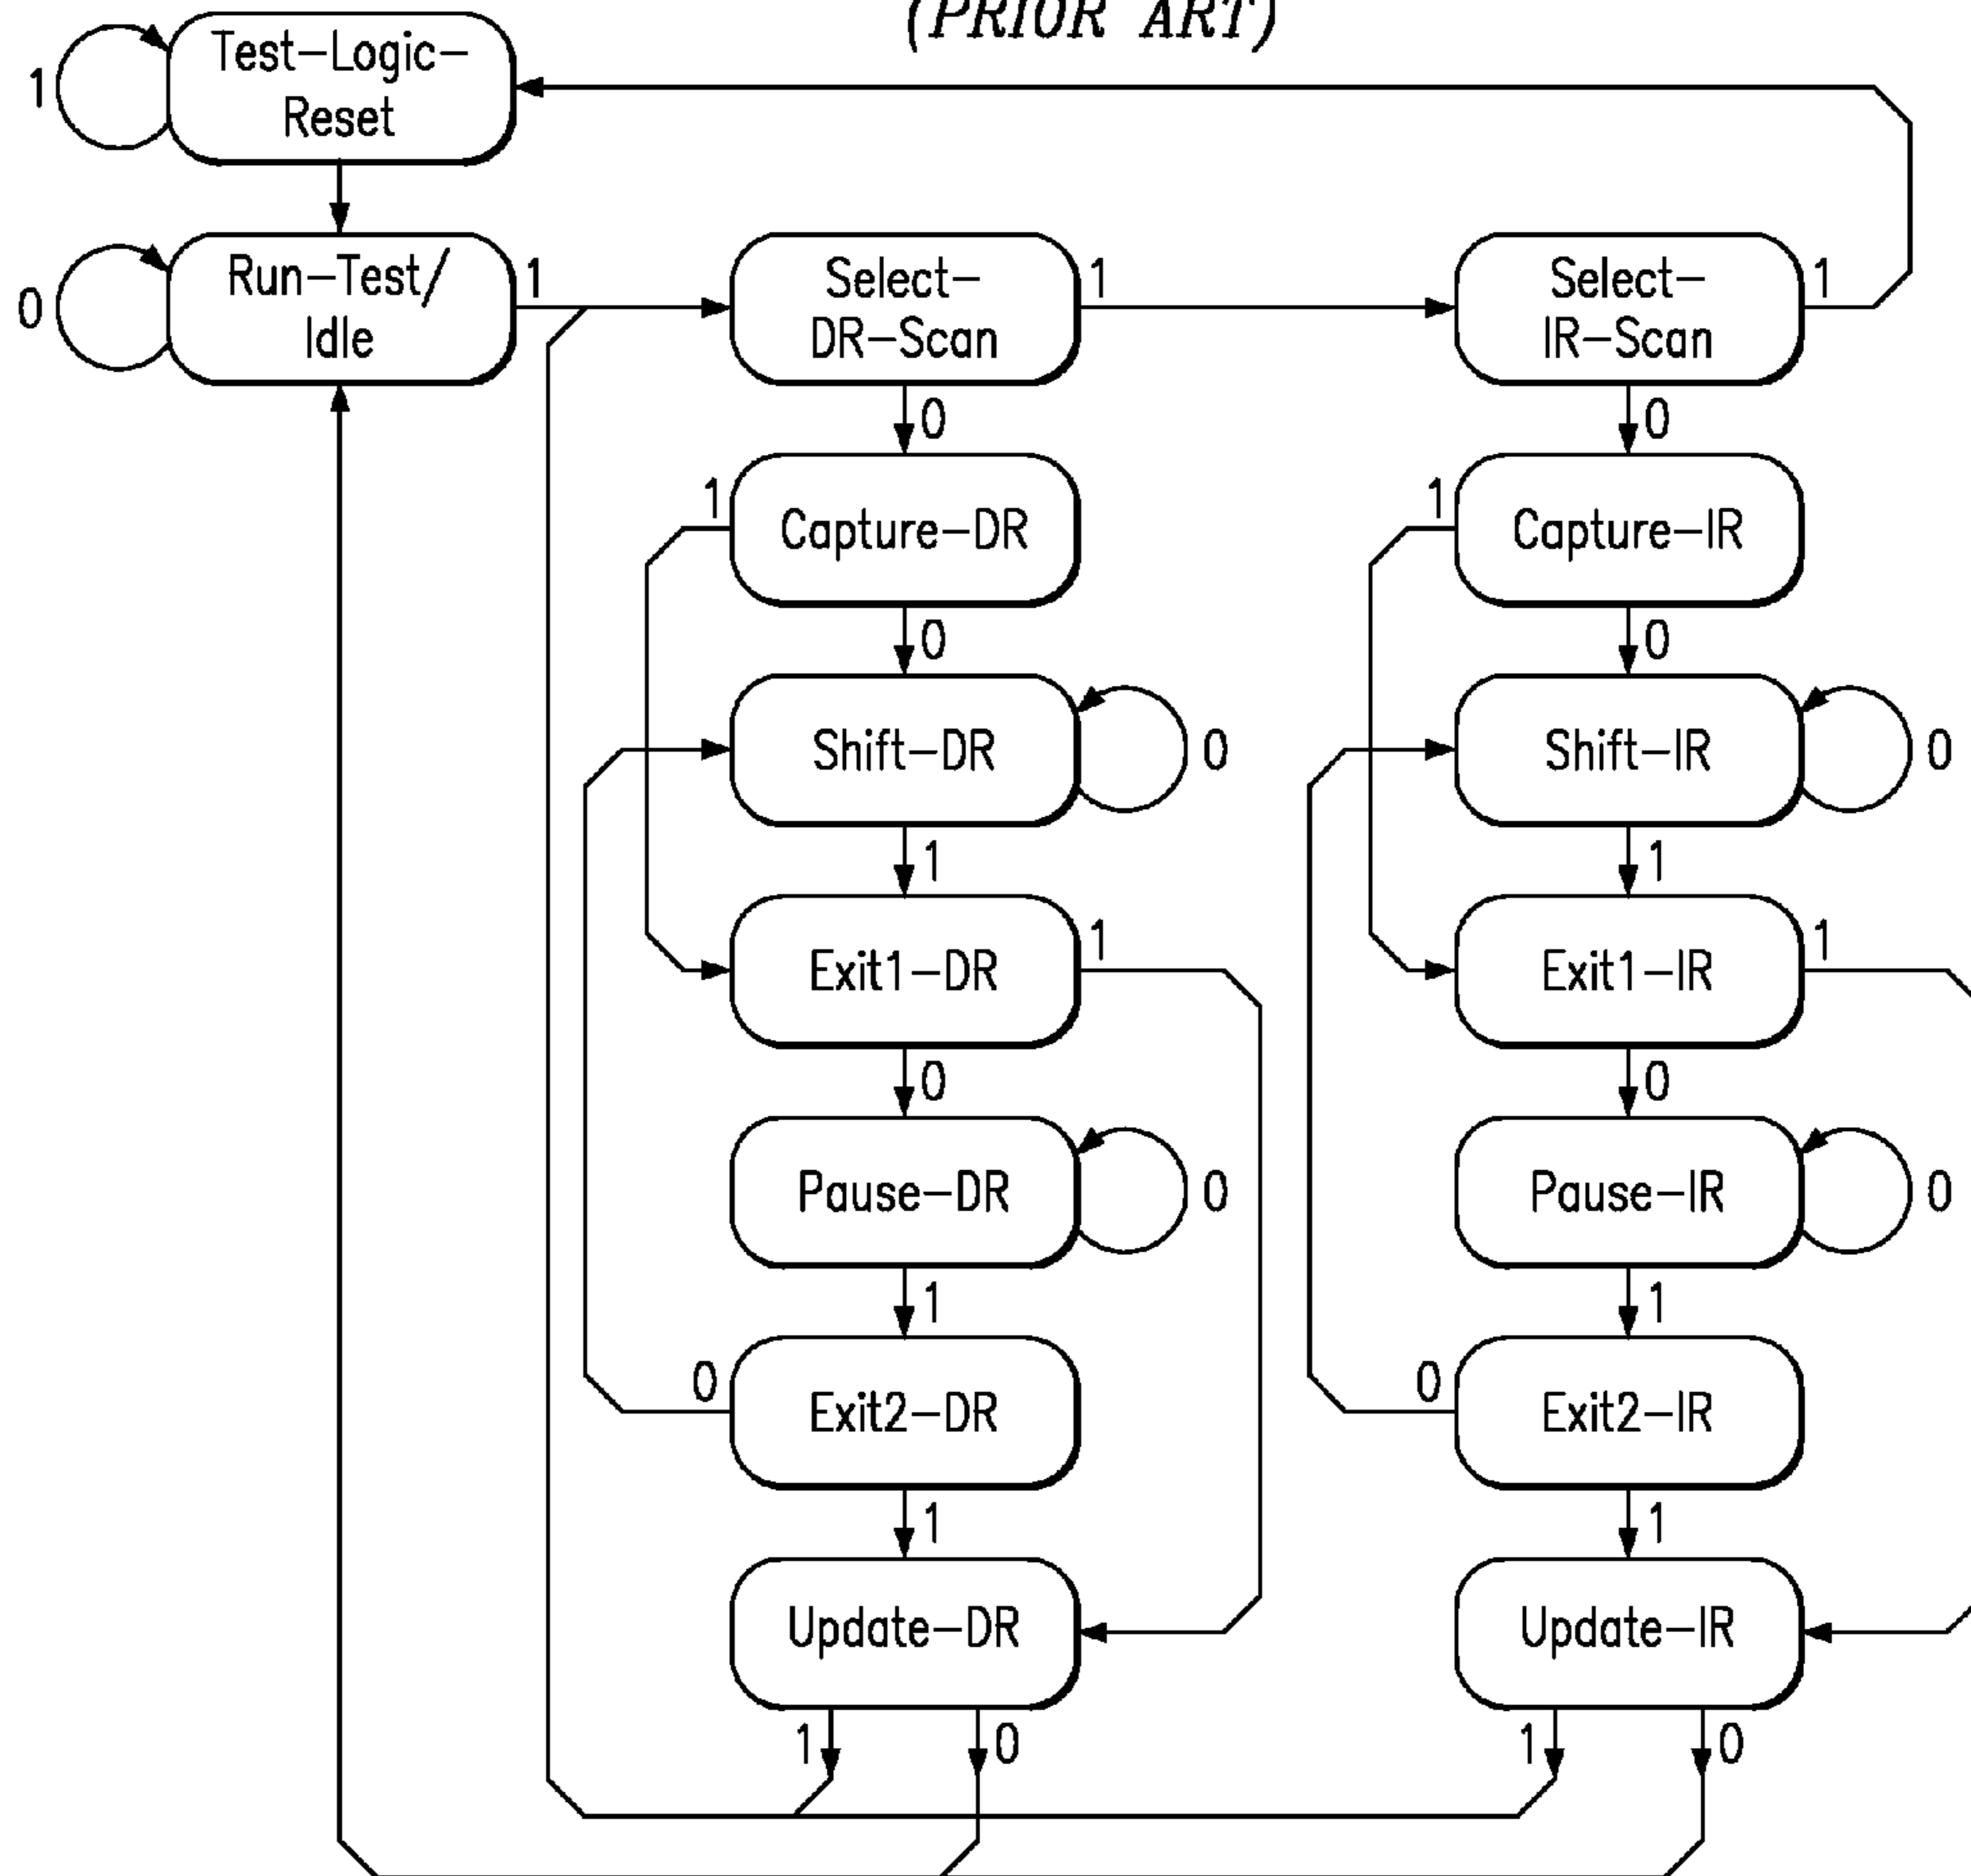 (PRIOR ART)
Test-Logic-
Reset
1
Run-Test/
Idle
0
1
Select-
DR-Scan
1
Select-
IR-Scan
1
0
0
1
Capture-DR
1
Capture-IR
0
0
Shift-DR
0
Shift-IR
0
1
1
Exit1-DR
1
Exit1-IR
1
0
0
Pause-DR
0
Pause-IR
0
1
1
0
Exit2-DR
0
Exit2-IR
1
1
Update-DR
Update-IR
1
0
1
0